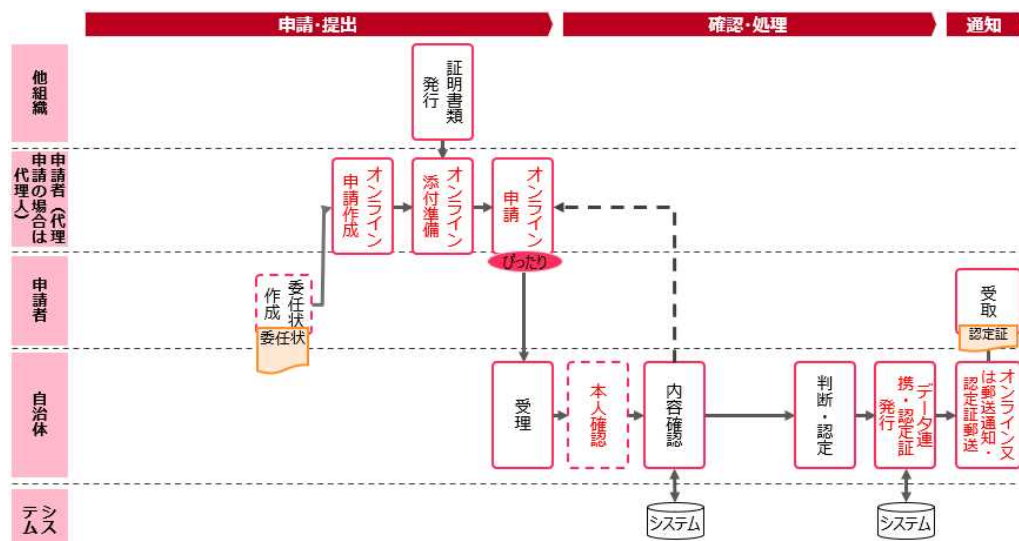 申請・提出
確認・処理
通知
他組織
証明書類
発行
申請者（代理
申請の場合は
代理人）
オンライン
申請作成
オンライン
添付準備
オンライン
申請
ぴったり
申請者
委任状
作成
委任状
受取
認定証
自治体
受理
本人確認
内容確認
判断・認定
データ連
携・認定証
発行
オンライン又
は郵送通知・
認定証郵送
シス
テム
システム
システム